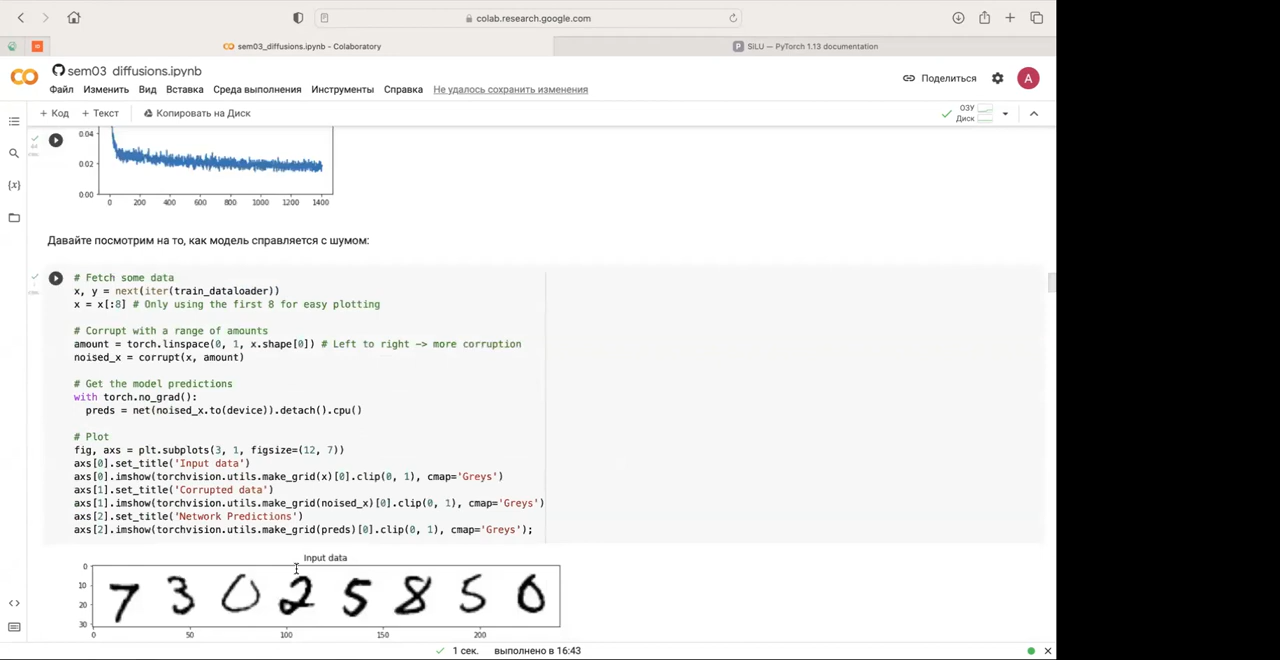 colab.research.google.com
sem03_diffusions.ipynb - Colaboratory
SiLU — PyTorch 1.13 documentation
sem03 diffusions.ipynb
Поделиться
A
Файл Изменить Вид Вставка Среда выполнения Инструменты Справка Не удалось сохранить изменения
+ Код + Текст Копировать на Диск
ОЗУ
Диск
0.04
0.02
0.00
0 200 400 600 800 1000 1200 1400
Давайте посмотрим на то, как модель справляется с шумом:
# Fetch some data
x, y = next(iter(train_dataloader))
x = x[:8] # Only using the first 8 for easy plotting
# Corrupt with a range of amounts
amount = torch.linspace(0, 1, x.shape[0]) # Left to right -> more corruption
noised_x = corrupt(x, amount)
# Get the model predictions
with torch.no_grad():
preds = net(noised_x.to(device)).detach().cpu()
# Plot
fig, axs = plt.subplots(3, 1, figsize=(12, 7))
axs[0].set_title('Input data')
axs[0].imshow(torchvision.utils.make_grid(x)[0].clip(0, 1), cmap='Greys')
axs[1].set_title('Corrupted data')
axs[1].imshow(torchvision.utils.make_grid(noised_x)[0].clip(0, 1), cmap='Greys')
axs[2].set_title('Network Predictions')
axs[2].imshow(torchvision.utils.make_grid(preds)[0].clip(0, 1), cmap='Greys');
Input data
0
10
20
30
7 3 0 2 5 8 5 0
0 50 100 150 200
1 сек. выполнено в 16:43